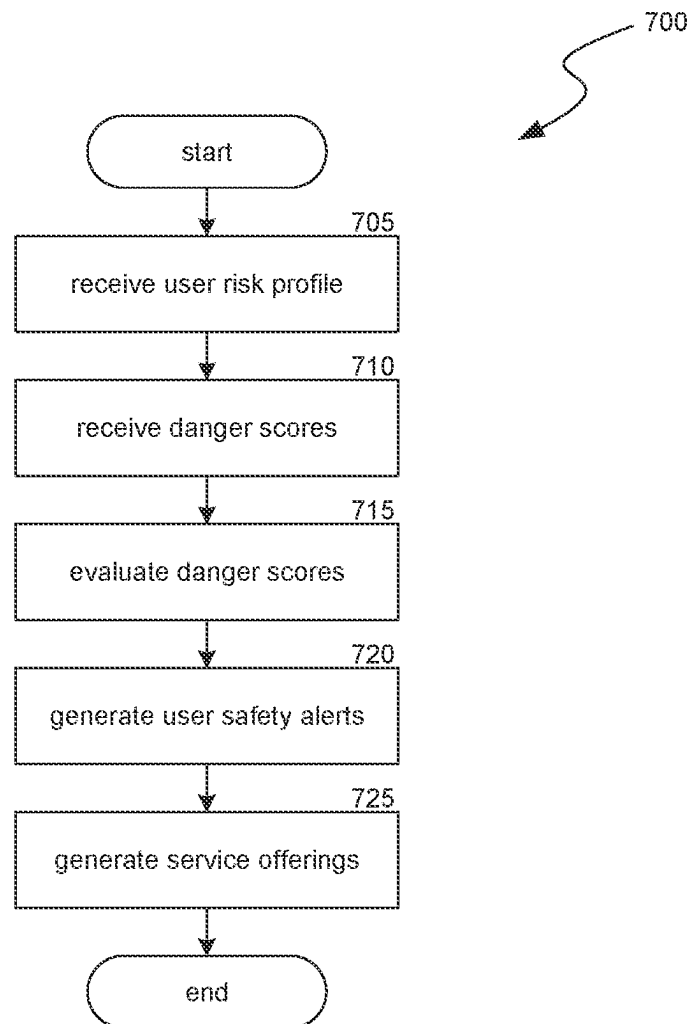 700
start
705
receive user risk profile
710
receive danger scores
715
evaluate danger scores
720
generate user safety alerts
725
generate service offerings
end